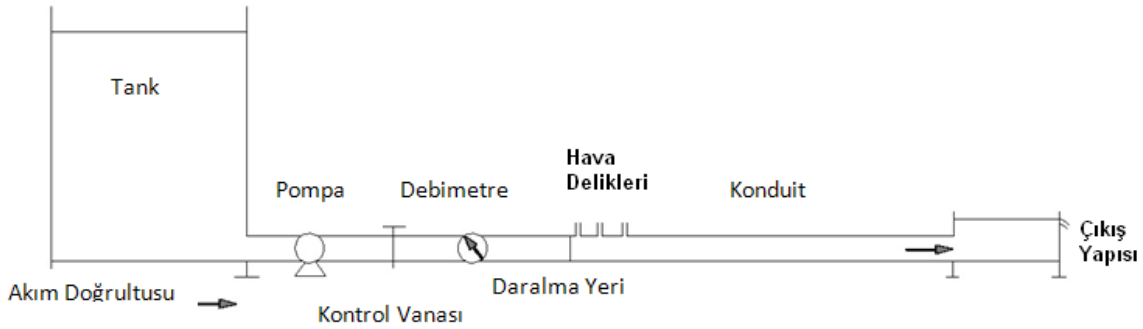 Tank
Hava
Delikleri
Pompa
Debimetre
Konduit
Çıkış
Yapısı
Akım Doğrultusu
Daralma Yeri
Kontrol Vanası